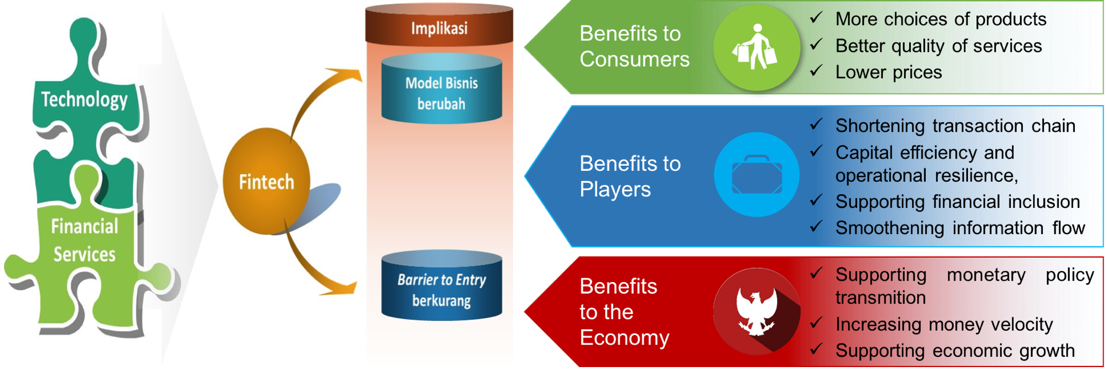 Technology
Financial
Services
Fintech
Implikasi
Model Bisnis
berubah
Barrier to Entry
berkurang
Benefits to
Consumers
✓ More choices of products
✓ Better quality of services
✓ Lower prices
Benefits to
Players
✓ Shortening transaction chain
✓ Capital efficiency and
operational resilience,
✓ Supporting financial inclusion
✓ Smoothening information flow
Benefits
to the
Economy
✓ Supporting monetary policy
transmition
✓ Increasing money velocity
✓ Supporting economic growth